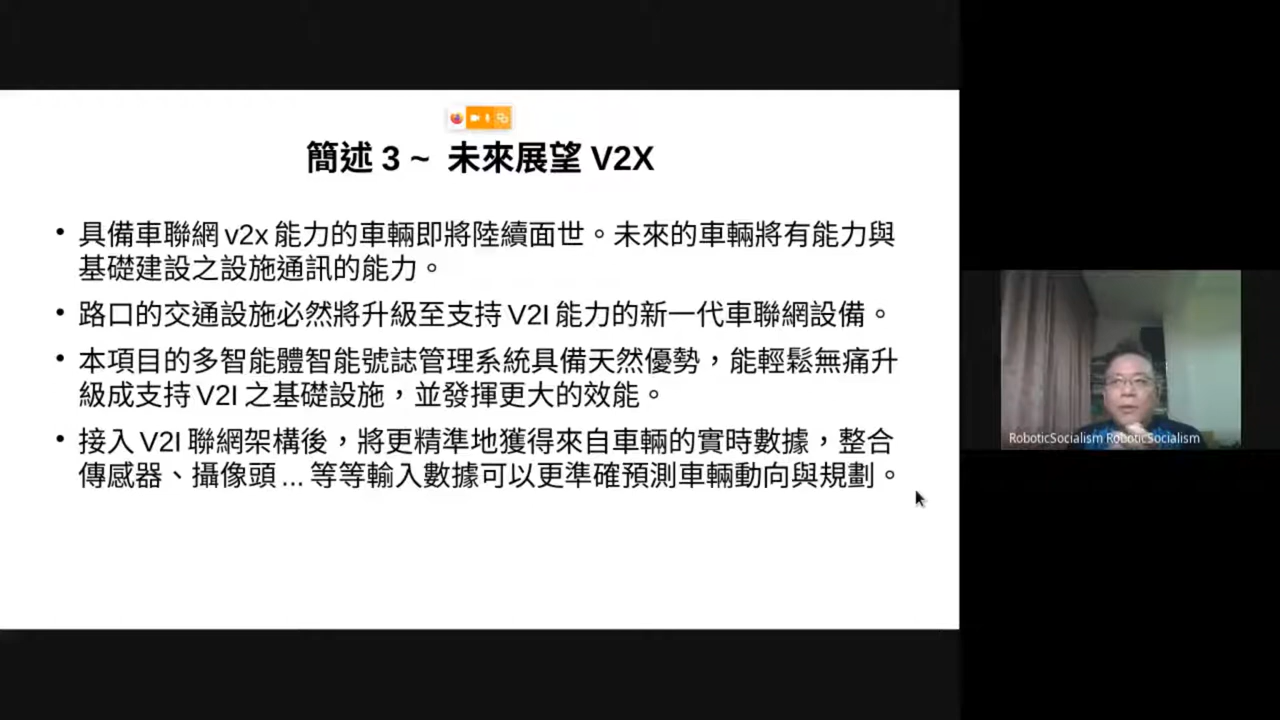 簡述 3 ~ 未來展望 V2X
• 具備車聯網 v2x 能力的車輛即將陸續面世。未來的車輛將有能力與
基礎建設之設施通訊的能力。
• 路口的交通設施必然將升級至支持 V2I 能力的新一代車聯網設備。
• 本項目的多智能體智能號誌管理系統具備天然優勢，能輕鬆無痛升
級成支持 V2I 之基礎設施，並發揮更大的效能。
• 接入 V2I 聯網架構後，將更精準地獲得來自車輛的實時數據，整合
傳感器、攝像頭 ... 等等輸入數據可以更準確預測車輛動向與規劃。
RoboticSocialism RoboticSocialism